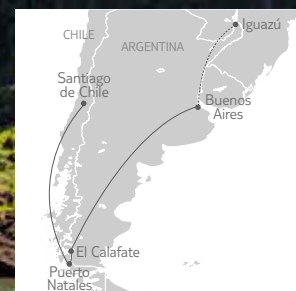 Iguazú
CHILE
ARGENTINA
Santiago
de Chile
Buenos
Aires
El Calafate
Puerto
Natales